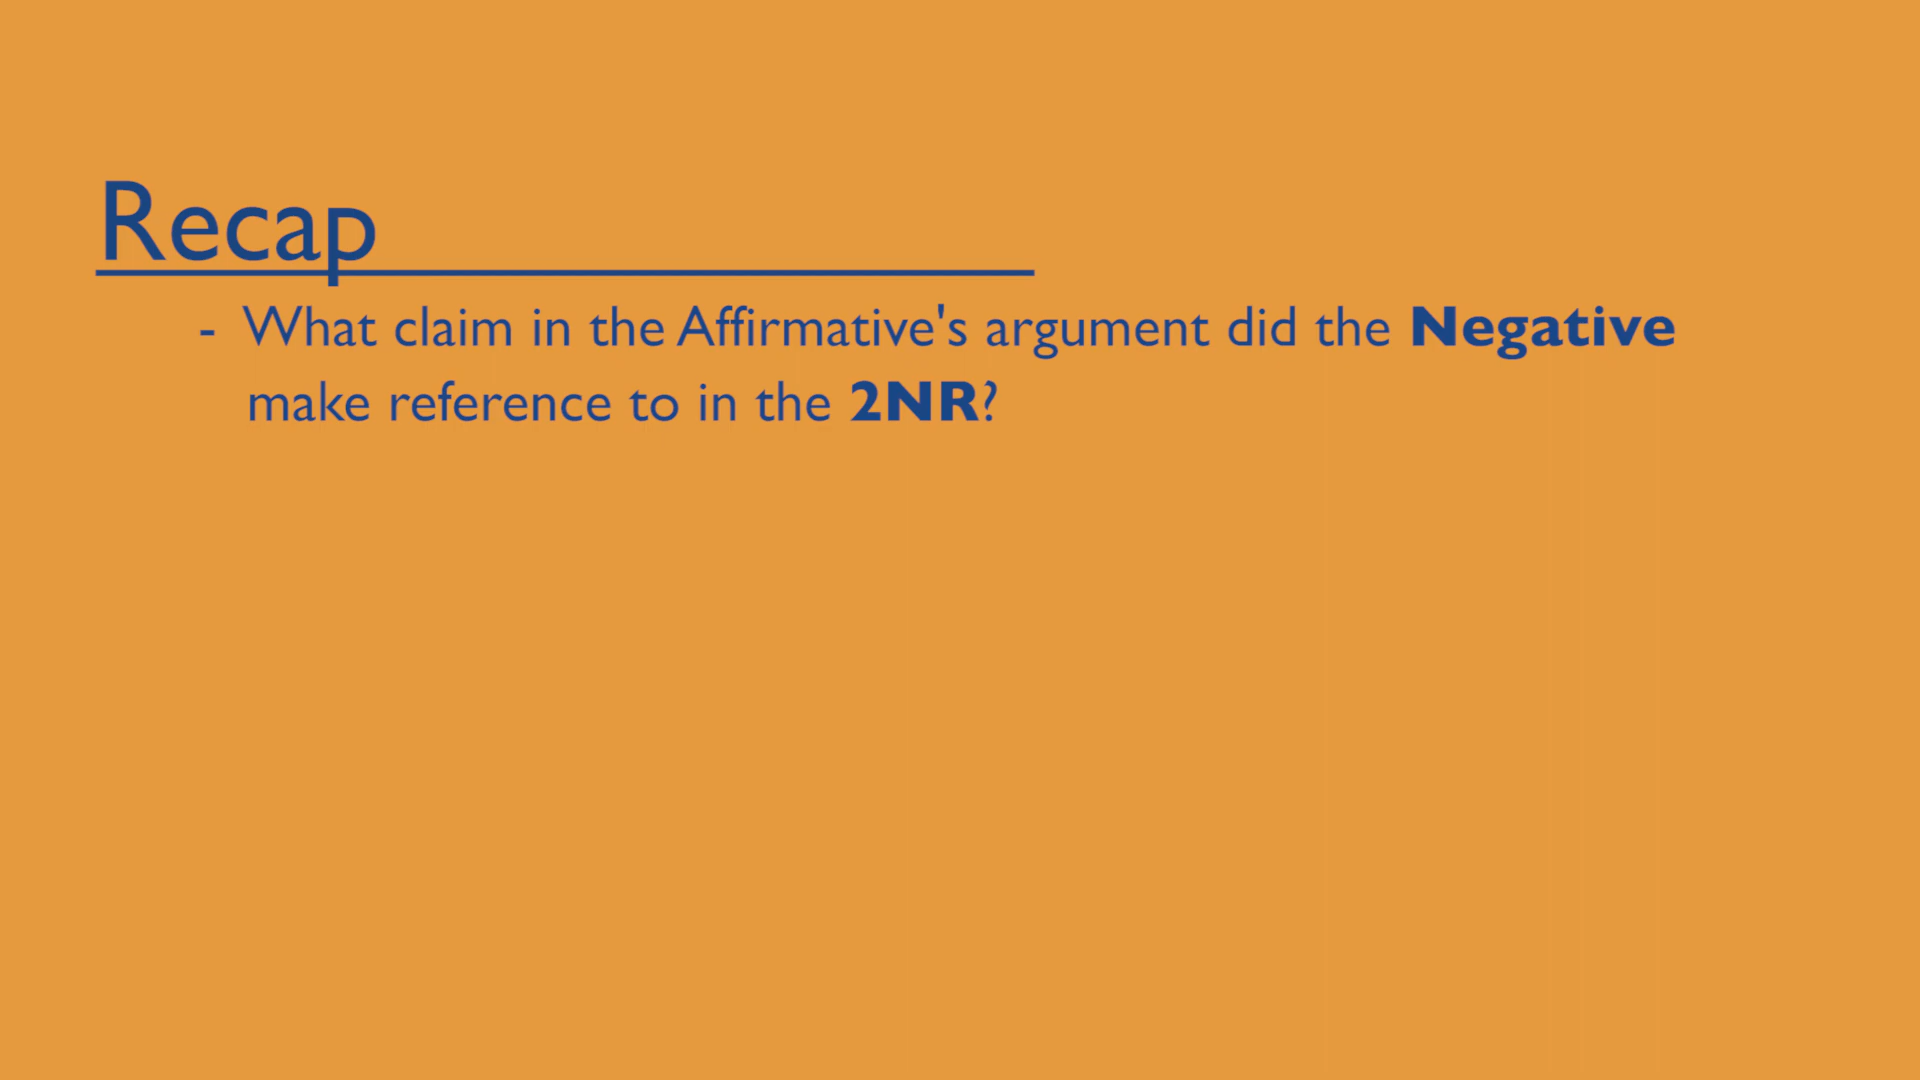 Recap
- What claim in the Affirmative's argument did the Negative
make reference to in the 2NR?